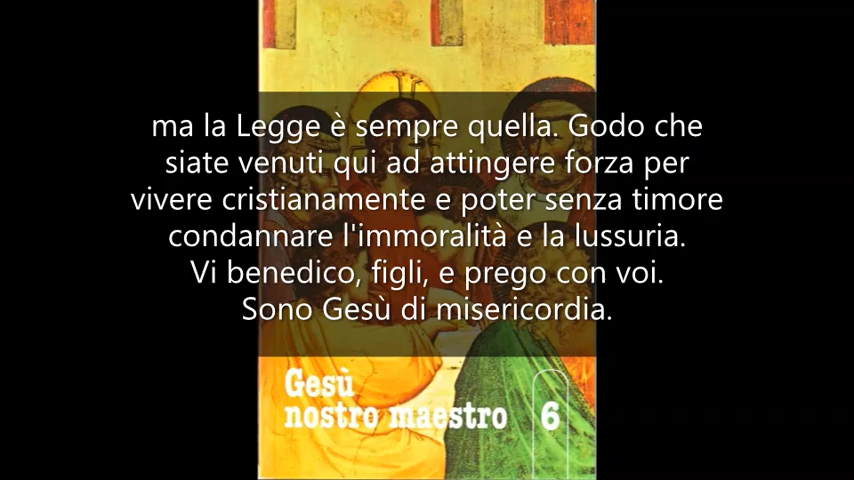 ma la Legge è sempre quella. Godo che
siate venuti qui ad attingere forza per
vivere cristianamente e poter senza timore
condannare l'immoralità e la lussuria.
Vi benedico, figli, e prego con voi.
Sono Gesù di misericordia.
Gesù
nostro maestro 6